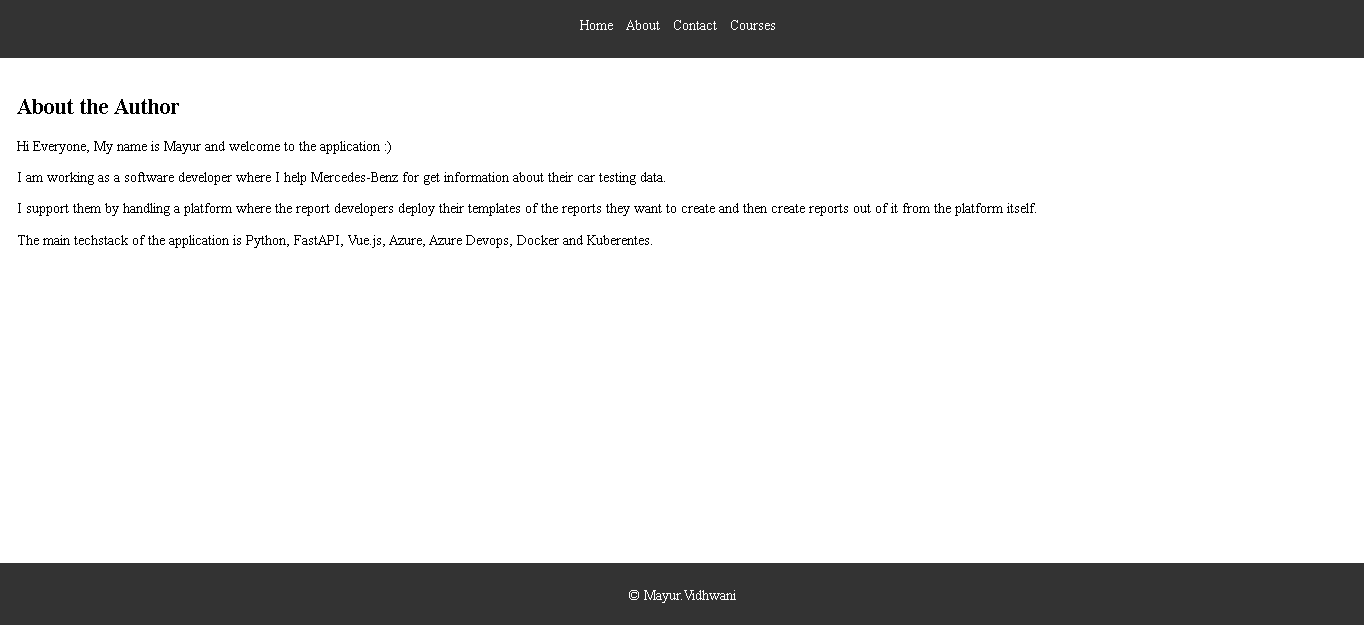 Home About Contact Courses
About the Author
Hi Everyone, My name is Mayur and welcome to the application :)
I am working as a software developer where I help Mercedes-Benz for get information about their car testing data.
I support them by handling a platform where the report developers deploy their templates of the reports they want to create and then create reports out of it from the platform itself.
The main techstack of the application is Python, FastAPI, Vue.js, Azure, Azure Devops, Docker and Kuberentes.
© Mayur.Vidhwani